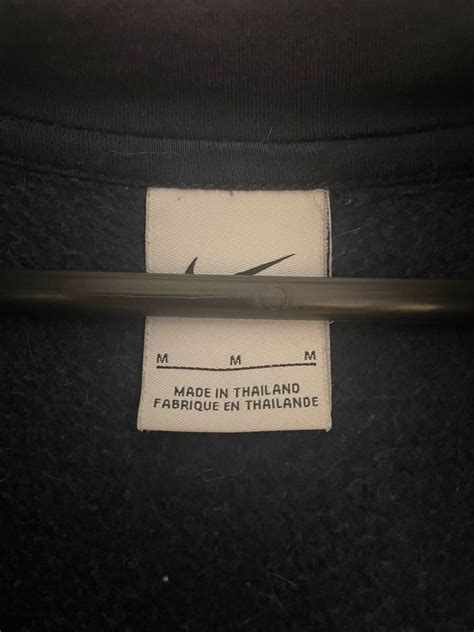 M M M
MADE IN THAILAND
FABRIQUE EN THAILANDE